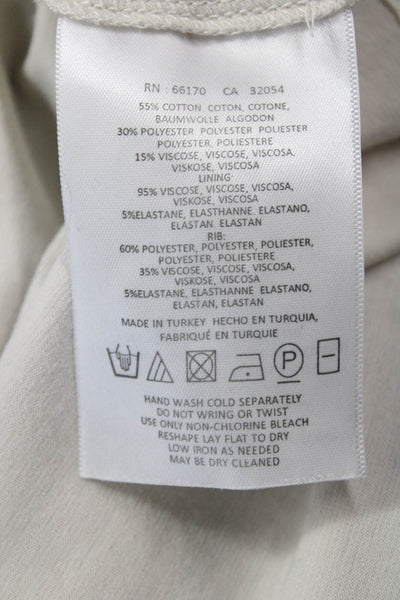 RN : 66170 CA 32054
55% COTTON COTON, COTONE,
BAUMWOLLE ALGODON
30% POLYESTER POLYESTER POLIESTER
POLYESTER, POLIESTERE
15% VISCOSE, VISCOSE, VISCOSA,
VISKOSE, VISCOSA
LINING:
95% VISCOSE, VISCOSE, VISCOSA,
VISKOSE, VISCOSA
5%ELASTANE, ELASTHANNE, ELASTANO,
ELASTAN ELASTAN
RIB:
60% POLYESTER, POLYESTER, POLIESTER,
POLYESTER, POLIESTERE
35% VISCOSE, VISCOSE, VISCOSA,
VISKOSE, VISCOSA
5%ELASTANE, ELASTHANNE ELASTANO,
ELASTAN ELASTAN
MADE IN TURKEY HECHO EN TURQUIA,
FABRIQUÉ EN TURQUIE
P
HAND WASH COLD SEPARATELY
DO NOT WRING OR TWIST
USE ONLY NON-CHLORINE BLEACH
RESHAPE LAY FLAT TO DRY
LOW IRON AS NEEDED
MAY BE DRY CLEANED